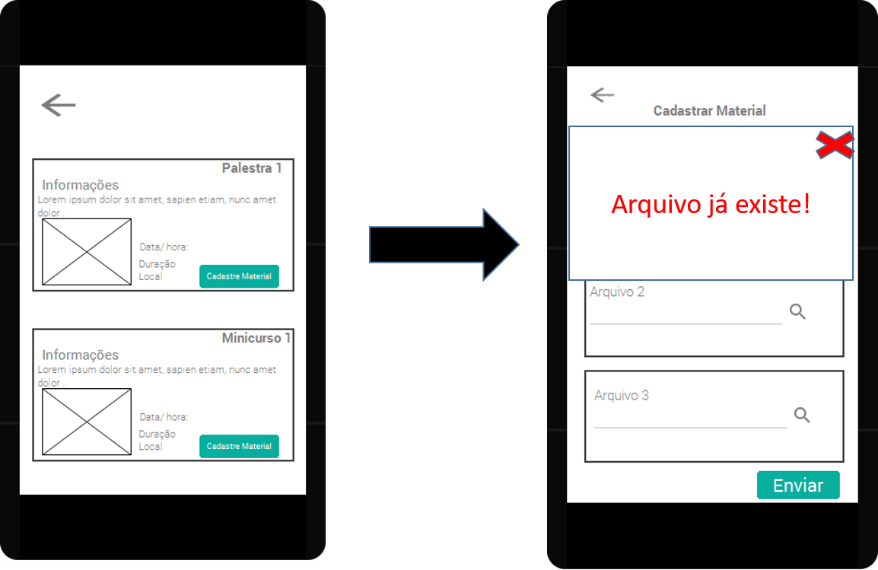 Palestra 1
Informações
Lorem ipsum dolor sit amet, sapien etiam, nunc amet
dolor .
Data/ hora:
Duração
Local
Cadastre Material
Minicurso 1
Informações
Lorem ipsum dolor sit amet, sapien etiam, nunc amet
dolor .
Data/ hora:
Duração
Local
Cadastre Material
Cadastrar Material
Arquivo já existe!
Arquivo 2
Arquivo 3
Enviar